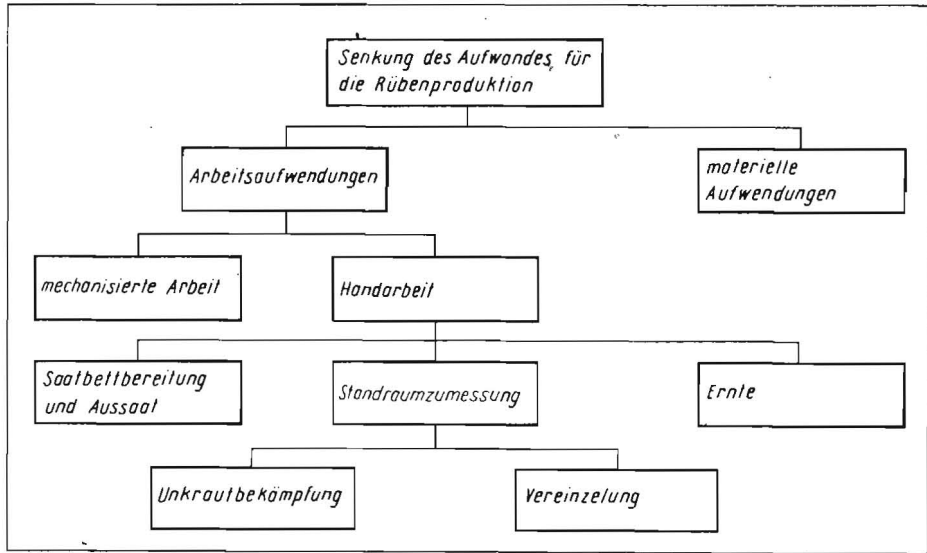 Senkung des Aufwandes für
die Rübenproduktion
Arbeitsaufwendungen
materielle
Aufwendungen
mechanisierte Arbeit
Handarbeit
Saatbettbereitung
und Aussaat
Standraumzumessung
Ernte
Unkrautbekämpfung
Vereinzelung